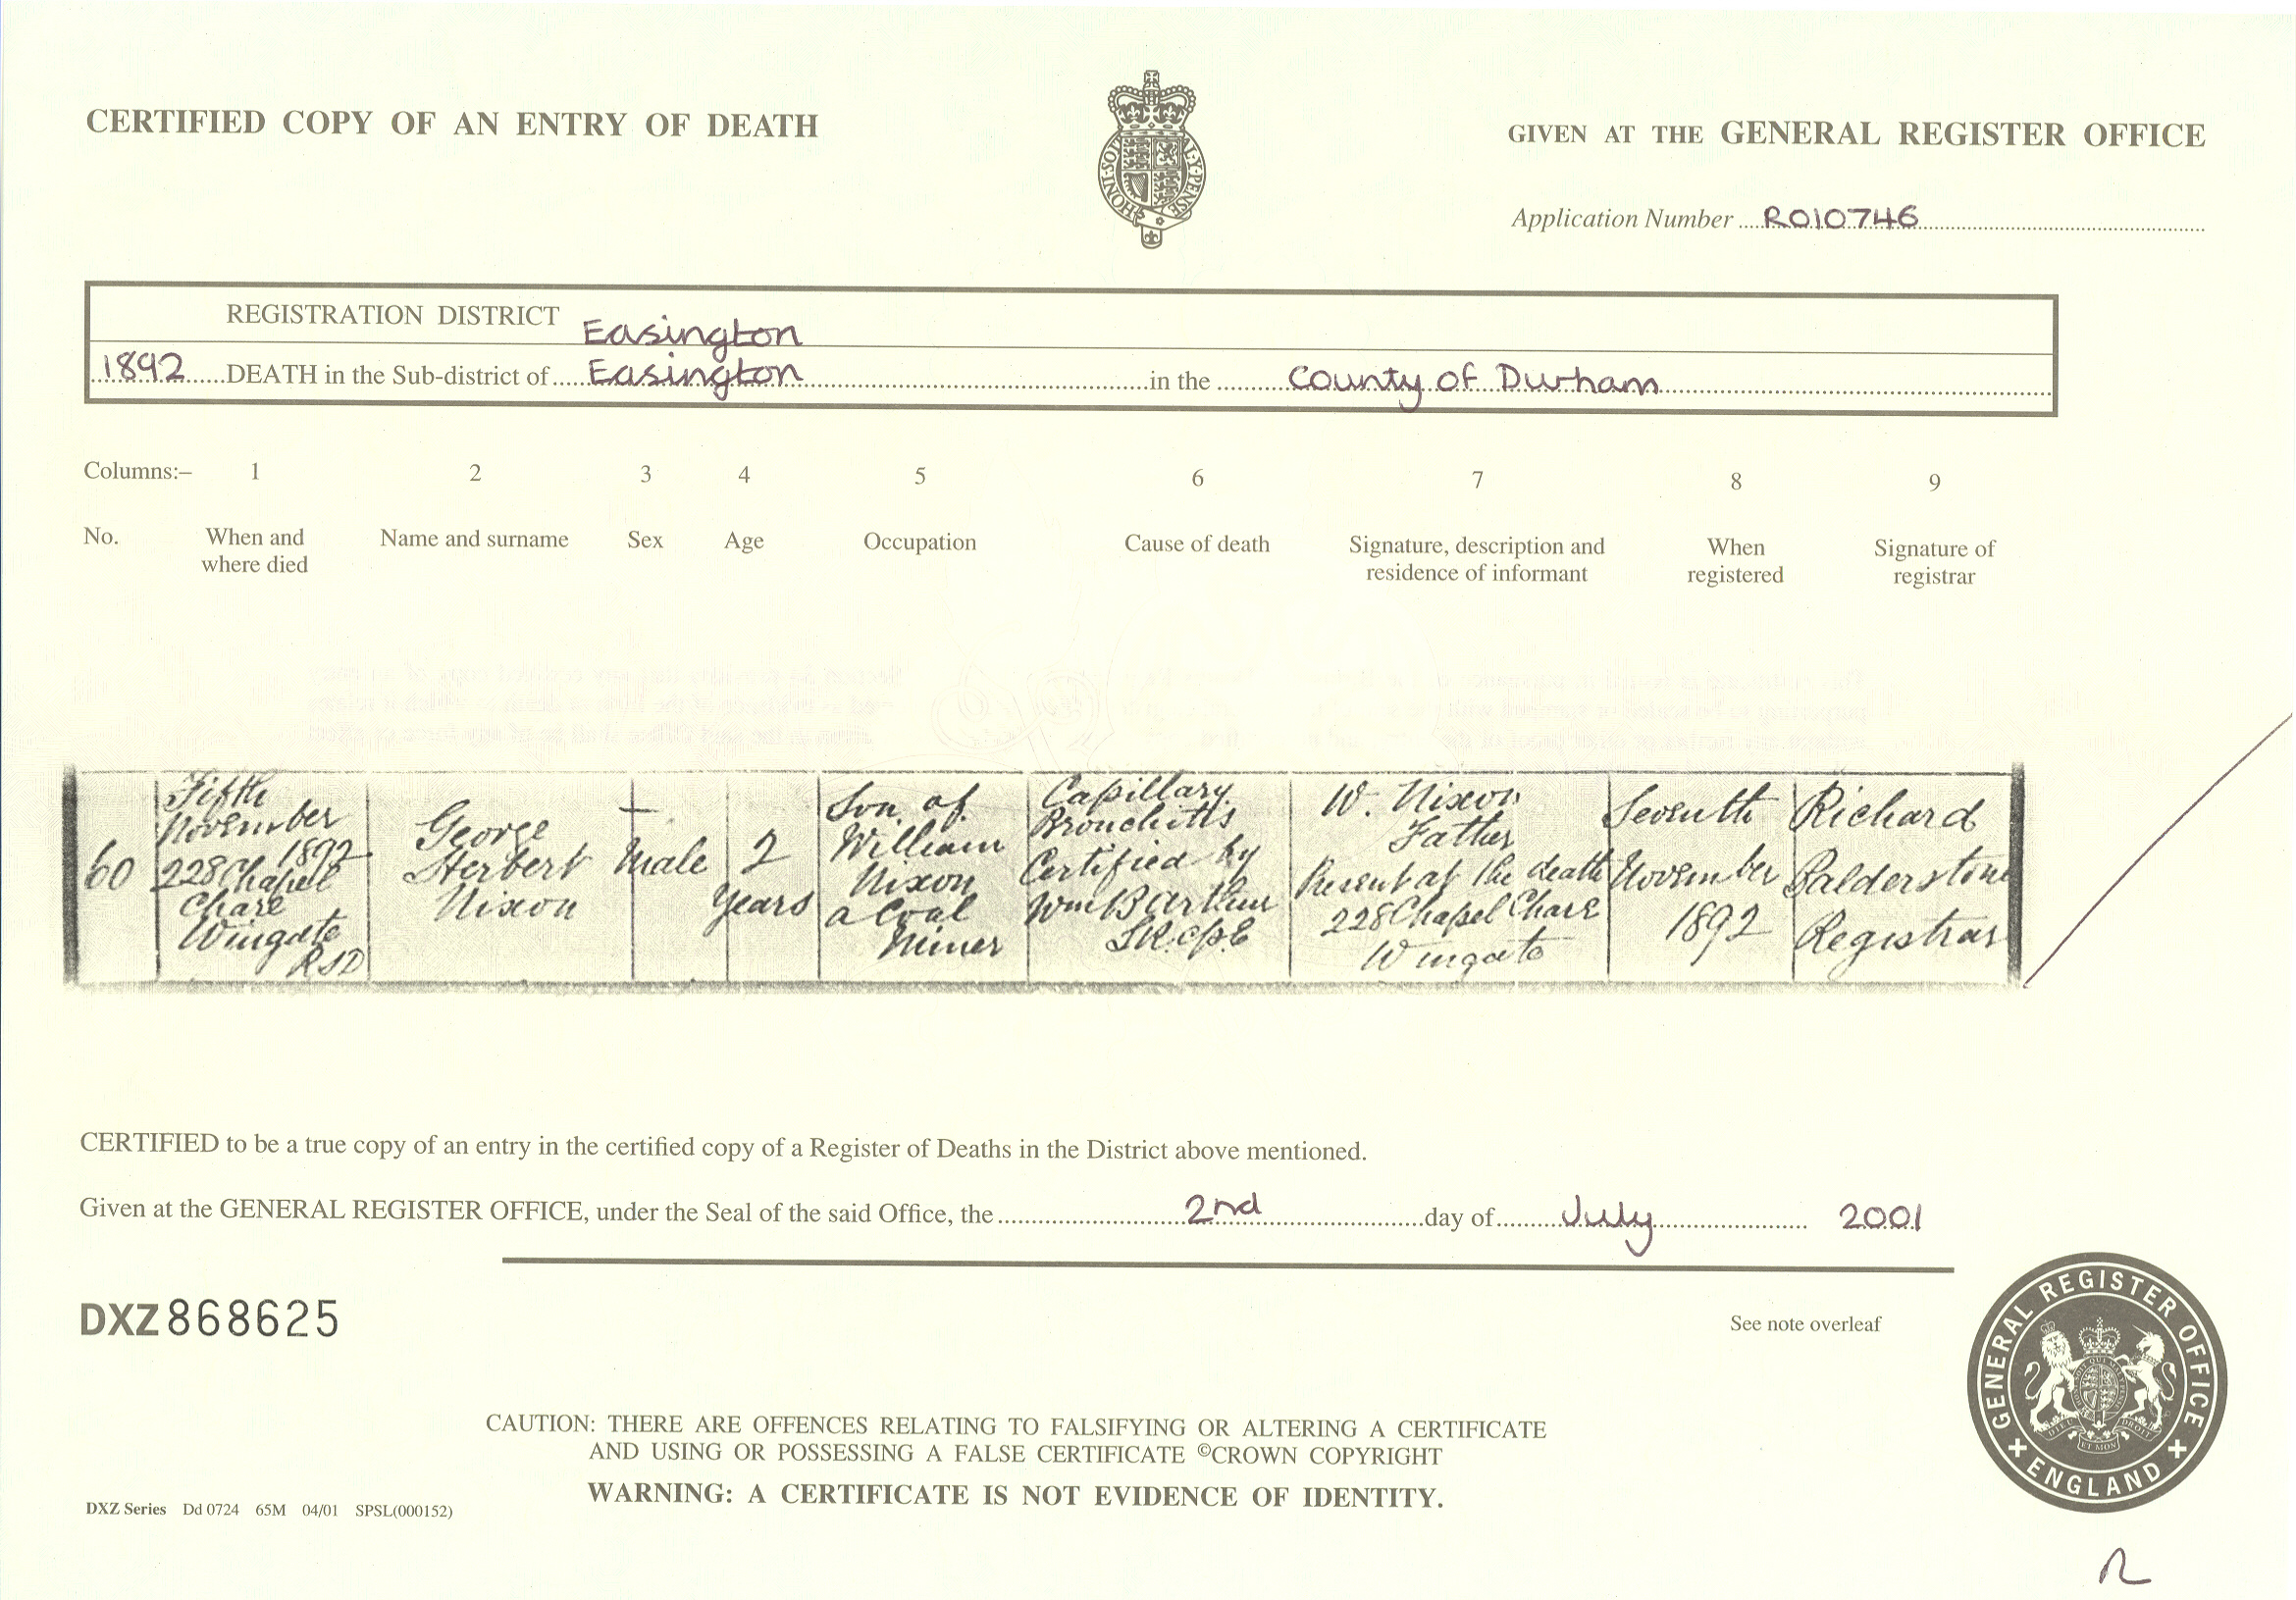 CERTIFIED COPY OF AN ENTRY OF DEATH
GIVEN AT THE GENERAL REGISTER OFFICE
HONI·SOIT
AL·Y·PENSE
Application Number R010746
REGISTRATION DISTRICT Easington
1892 DEATH in the Sub-district of Easington in the County of Durham
Columns:– 1 2 3 4 5 6 7 8 9
No.
When and
where died
Name and surname
Sex
Age
Occupation
Cause of death
Signature, description and
residence of informant
When
registered
Signature of
registrar
60
Fifth
November
1892
228 Chapel
Chare
Wingate
RSD
George
Herbert
Nixon
Male
2
Years
Son of
William
Nixon
a Coal
Miner
Capillary
Bronchitis
Certified by
Wm B Arthur
W. Nixon
Father
Present at the death
228 Chapel Chare
Wingate
Seventh
November
1892
Richard
Balderstone
Registrar
CERTIFIED to be a true copy of an entry in the certified copy of a Register of Deaths in the District above mentioned.
Given at the GENERAL REGISTER OFFICE, under the Seal of the said Office, the 2nd day of July 2001
DXZ 868625
See note overleaf
GENERAL REGISTER OFFICE
ENGLAND
CAUTION: THERE ARE OFFENCES RELATING TO FALSIFYING OR ALTERING A CERTIFICATE
AND USING OR POSSESSING A FALSE CERTIFICATE ©CROWN COPYRIGHT
WARNING: A CERTIFICATE IS NOT EVIDENCE OF IDENTITY.
DXZ Series Dd 0724 65M 04/01 SPSL(000152)